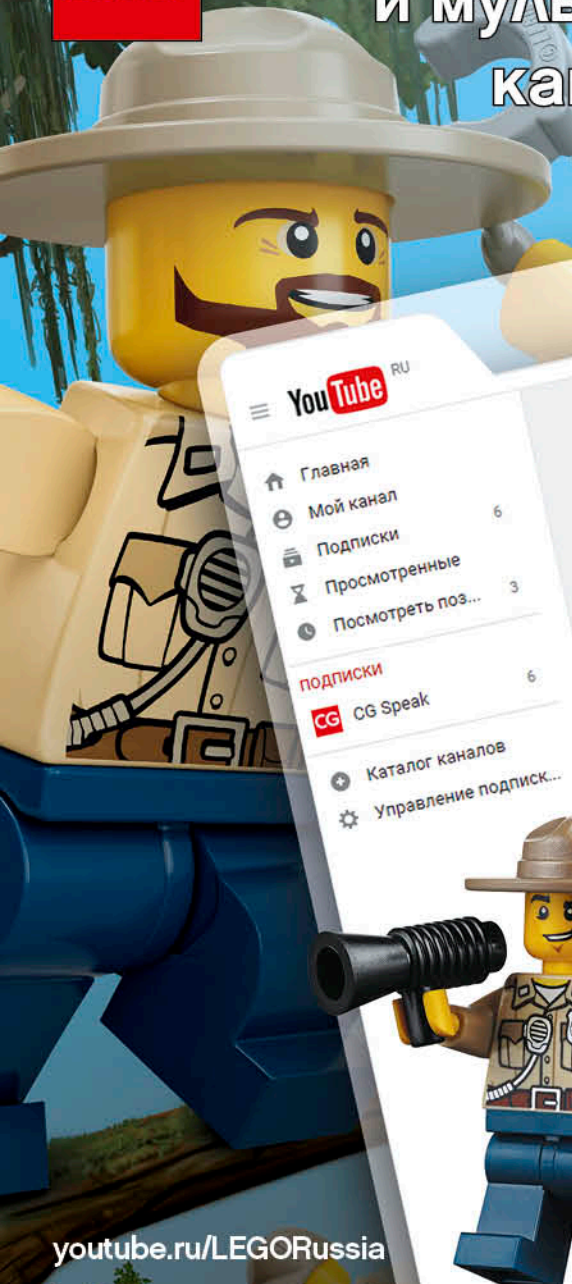 и муль
ка
YouTube RU
Главная
Мой канал
Подписки 6
Просмотренные
Посмотреть поз... 3
ПОДПИСКИ
CG CG Speak 6
Каталог каналов
Управление подписк...
youtube.ru/LEGORussia